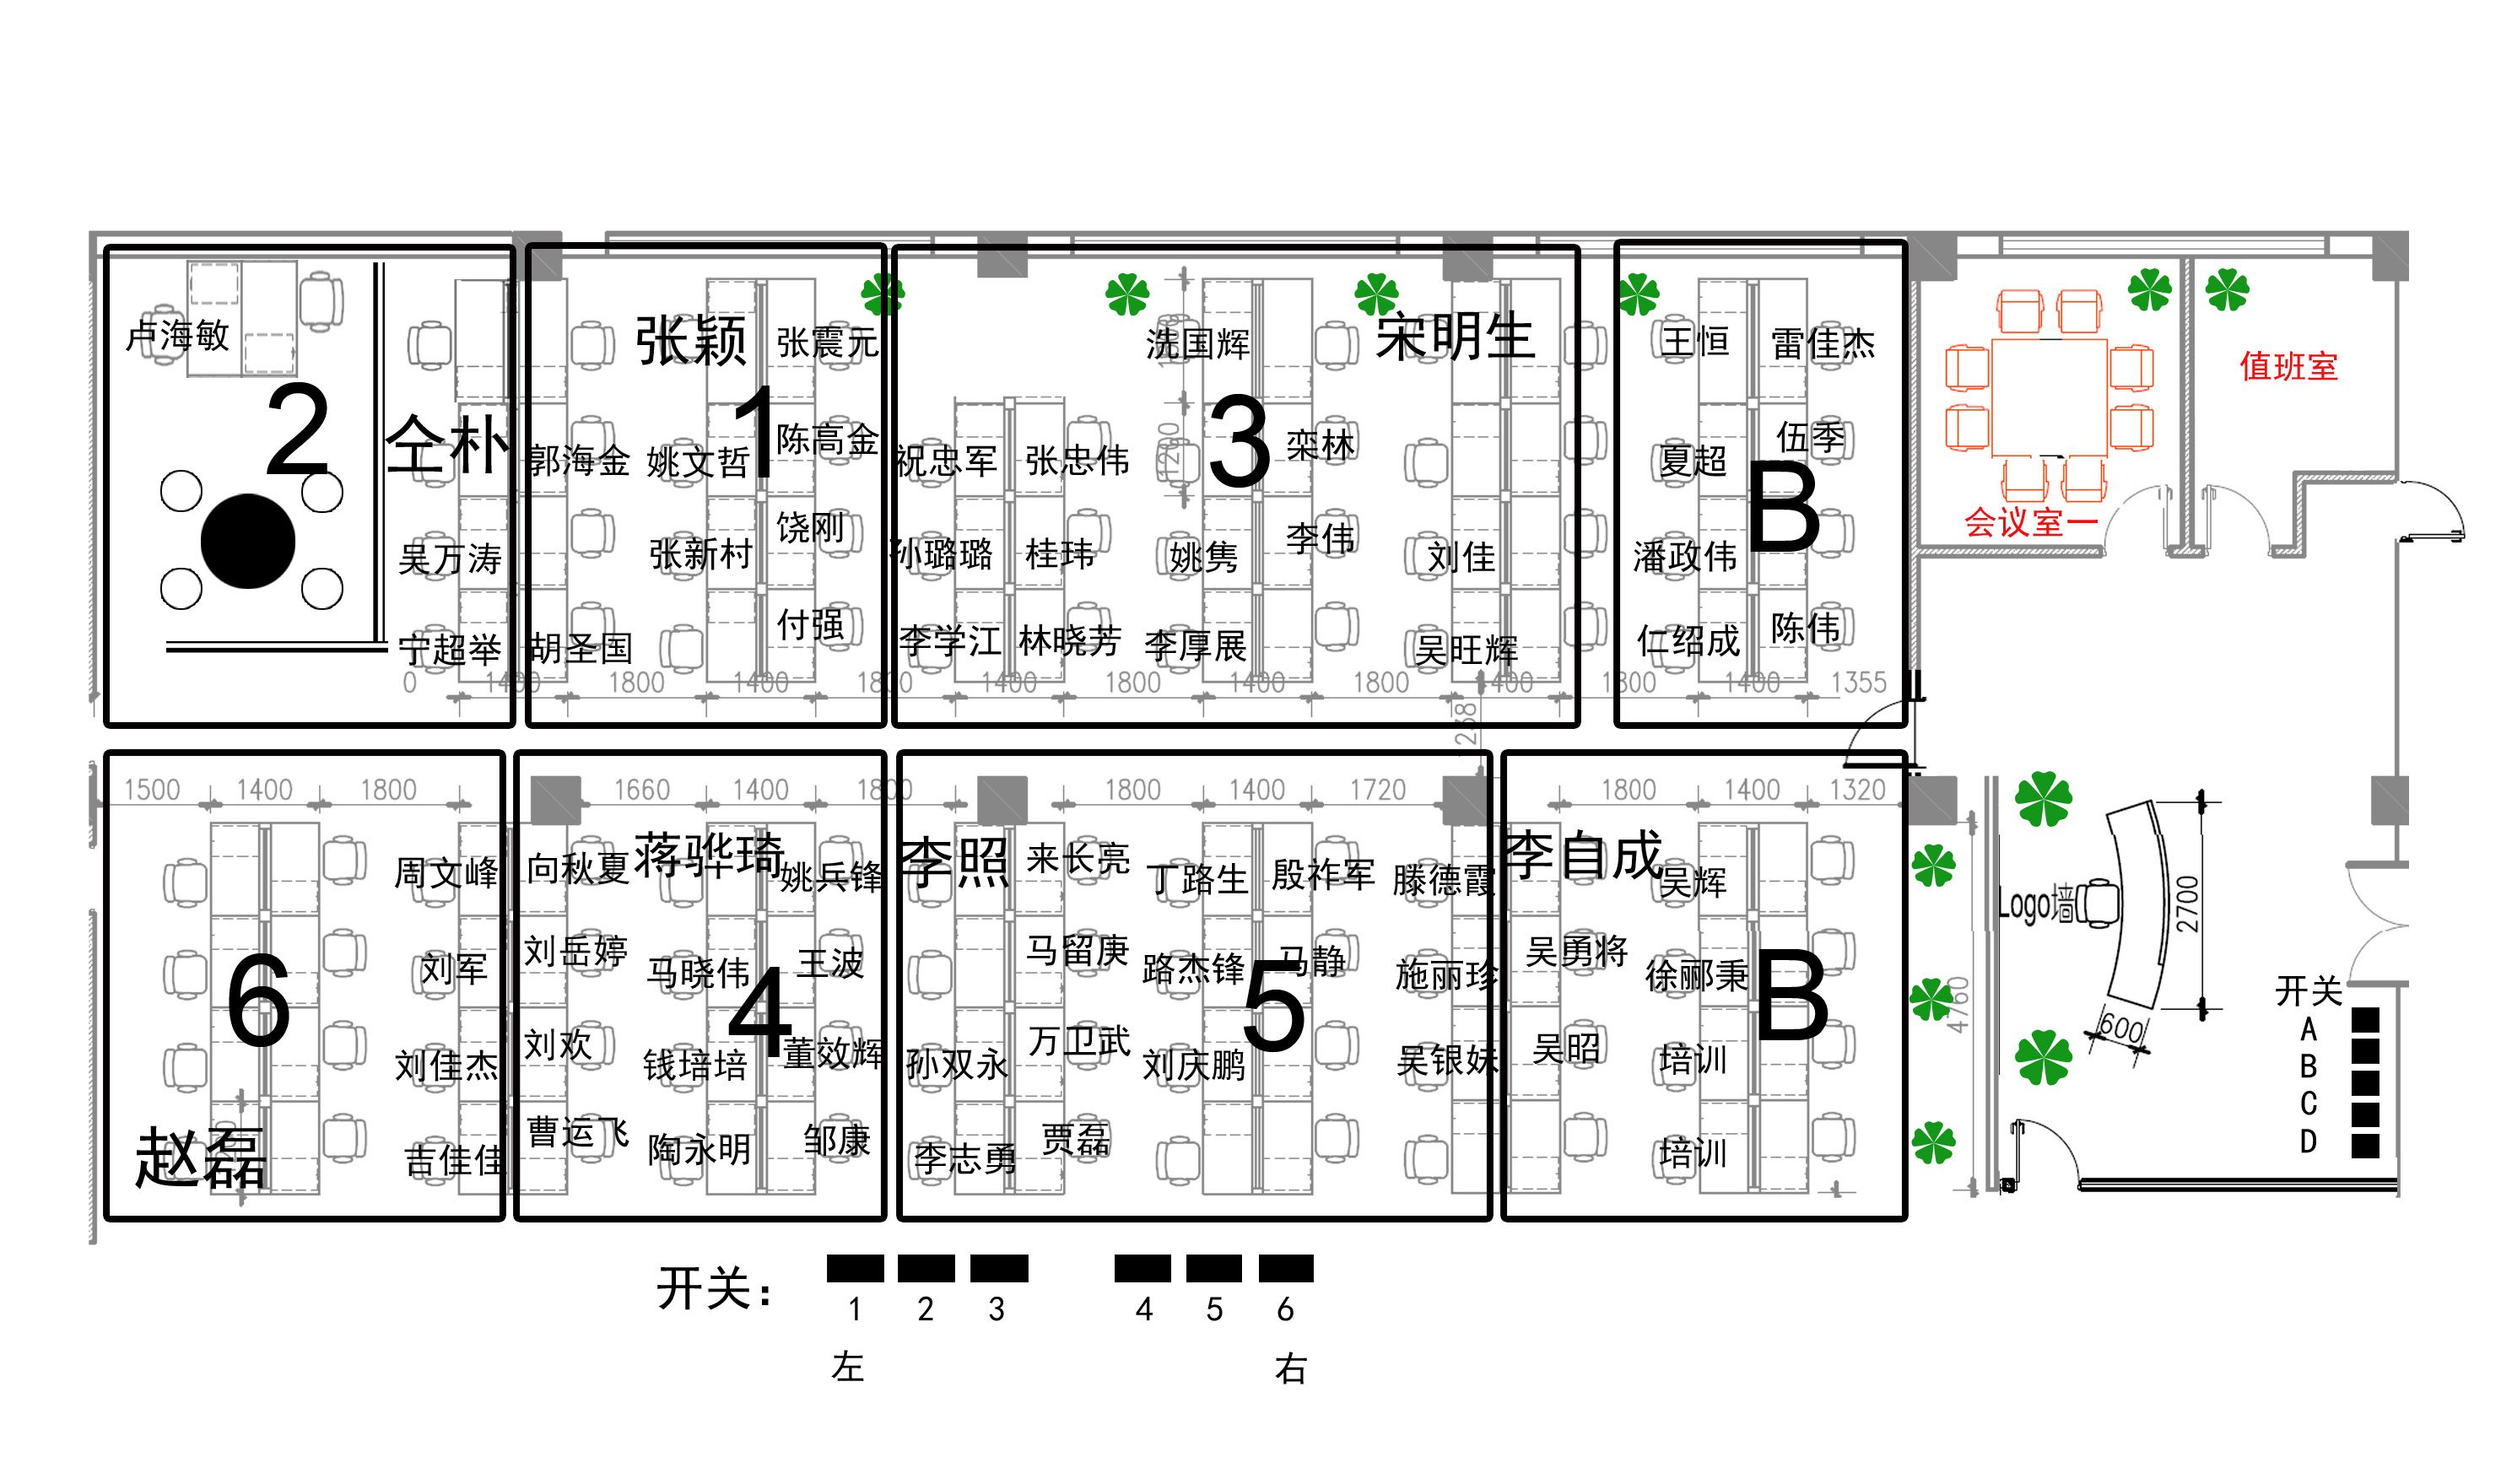 卢海敏
2
仝朴
吴万涛
宁超举
张颖
张震元
1
郭海金
姚文哲
陈高金
张新村
饶刚
胡圣国
付强
冼国辉
宋明生
3
祝忠军
张忠伟
栾林
孙璐璐
桂玮
姚隽
李伟
刘佳
李学江
林晓芳
李厚展
吴旺辉
王恒
雷佳杰
夏超
伍季
B
潘政伟
仁绍成
陈伟
会议室一
值班室
0
1400
1800
1400
1800
1400
1800
1400
1800
1400
1800
1400
1355
1500
1400
1800
1660
1400
1800
1800
1400
1720
1800
1400
1320
周文峰
6
刘军
刘佳杰
赵磊
吉佳佳
向秋夏
蒋骅琦
姚兵锋
刘岳婷
马晓伟
王波
4
刘欢
钱培培
董效辉
曹运飞
陶永明
邹康
李照
来长亮
丁路生
殷祚军
滕德霞
马留庚
路杰锋
马静
施丽珍
5
孙双永
万卫武
刘庆鹏
吴银妹
李志勇
贾磊
李自成
吴辉
吴勇将
徐郦秉
B
吴昭
培训
培训
4760
Logo墙
2700
600
开关
A
B
C
D
开关：
1 2 3 4 5 6
左 右